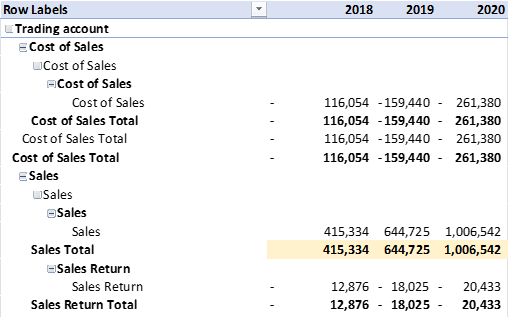 Row Labels 2018 2019 2020
Trading account
Cost of Sales
Cost of Sales
Cost of Sales
Cost of Sales - 116,054 - 159,440 - 261,380
Cost of Sales Total - 116,054 - 159,440 - 261,380
Cost of Sales Total - 116,054 - 159,440 - 261,380
Cost of Sales Total - 116,054 - 159,440 - 261,380
Sales
Sales
Sales
Sales 415,334 644,725 1,006,542
Sales Total 415,334 644,725 1,006,542
Sales Return
Sales Return - 12,876 - 18,025 - 20,433
Sales Return Total - 12,876 - 18,025 - 20,433